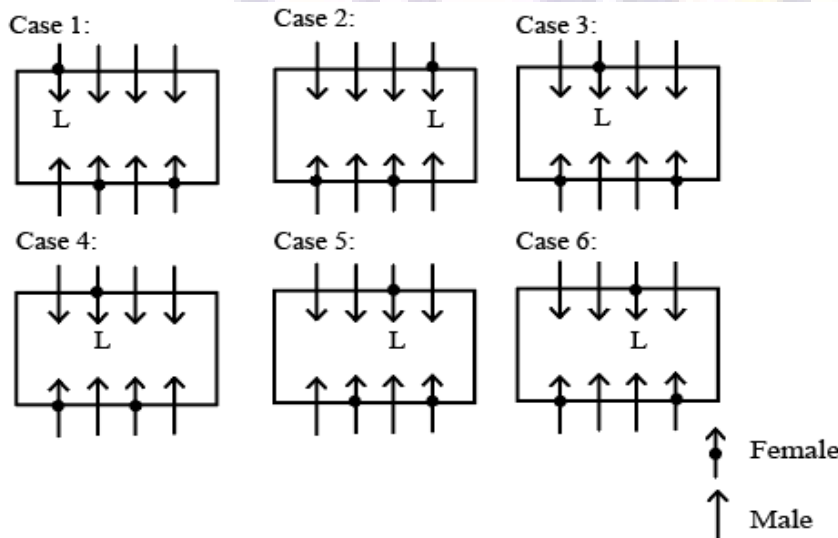 Case 1:
Case 2:
Case 3:
L
L
L
Case 4:
Case 5:
Case 6:
L
L
L
Female
Male